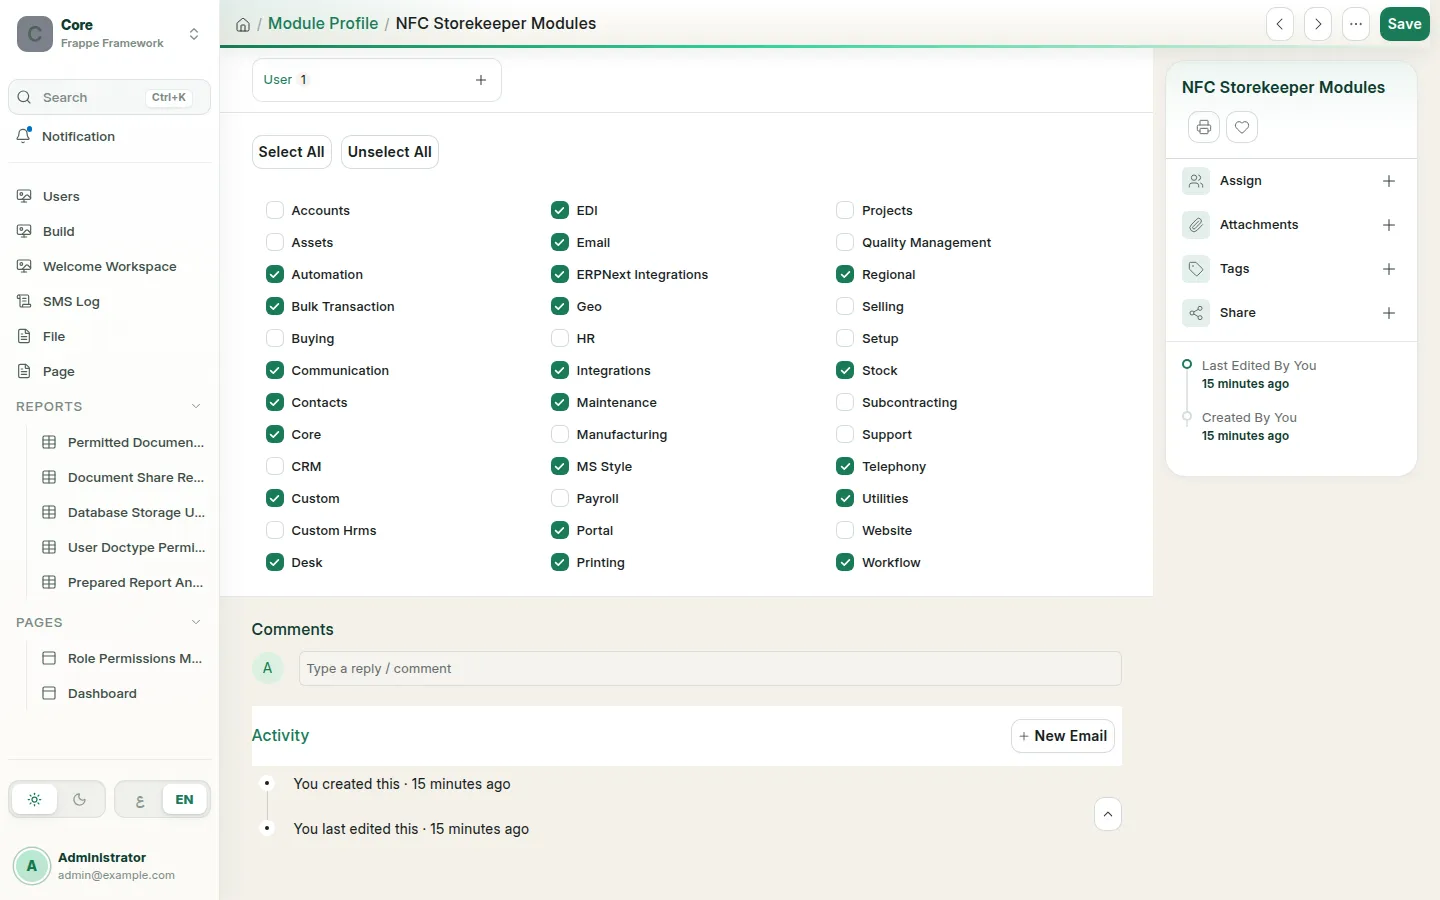 C
Core
Frappe Framework
Search
Ctrl+K
Notification
Users
Build
Welcome Workspace
SMS Log
File
Page
REPORTS
Permitted Documen...
Document Share Re...
Database Storage U...
User Doctype Permi...
Prepared Report An...
PAGES
Role Permissions M...
Dashboard
ع
EN
A
Administrator
admin@example.com
/ Module Profile / NFC Storekeeper Modules
Save
User 1
Select All
Unselect All
Accounts
Assets
Automation
Bulk Transaction
Buying
Communication
Contacts
Core
CRM
Custom
Custom Hrms
Desk
EDI
Email
ERPNext Integrations
Geo
HR
Integrations
Maintenance
Manufacturing
MS Style
Payroll
Portal
Printing
Projects
Quality Management
Regional
Selling
Setup
Stock
Subcontracting
Support
Telephony
Utilities
Website
Workflow
Comments
A
Type a reply / comment
Activity
New Email
You created this · 15 minutes ago
You last edited this · 15 minutes ago
NFC Storekeeper Modules
Assign
Attachments
Tags
Share
Last Edited By You
15 minutes ago
Created By You
15 minutes ago